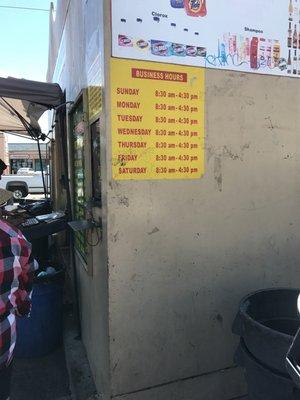 Clorox
Shampoo
BUSINESS HOURS
SUNDAY 8:30 am-4:30 pm
MONDAY 8:30 am-4:30 pm
TUESDAY 8:30 am-4:30 pm
WEDNESDAY 8:30 am-4:30 pm
THURSDAY 8:30 am-4:30 pm
FRIDAY 8:30 am-4:30 pm
SATURDAY 8:30 am-4:30 pm